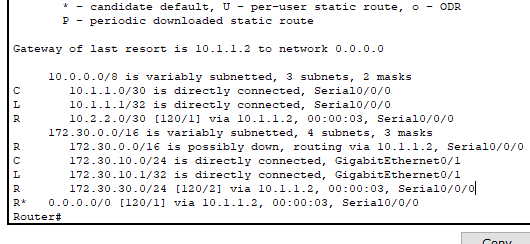 * - candidate default, U - per-user static route, o - ODR
P - periodic downloaded static route
Gateway of last resort is 10.1.1.2 to network 0.0.0.0
10.0.0.0/8 is variably subnetted, 3 subnets, 2 masks
C 10.1.1.0/30 is directly connected, Serial0/0/0
L 10.1.1.1/32 is directly connected, Serial0/0/0
R 10.2.2.0/30 [120/1] via 10.1.1.2, 00:00:03, Serial0/0/0
172.30.0.0/16 is variably subnetted, 4 subnets, 3 masks
R 172.30.0.0/16 is possibly down, routing via 10.1.1.2, Serial0/0/0
C 172.30.10.0/24 is directly connected, GigabitEthernet0/1
L 172.30.10.1/32 is directly connected, GigabitEthernet0/1
R 172.30.30.0/24 [120/2] via 10.1.1.2, 00:00:03, Serial0/0/0
R* 0.0.0.0/0 [120/1] via 10.1.1.2, 00:00:03, Serial0/0/0
Router#
Copy